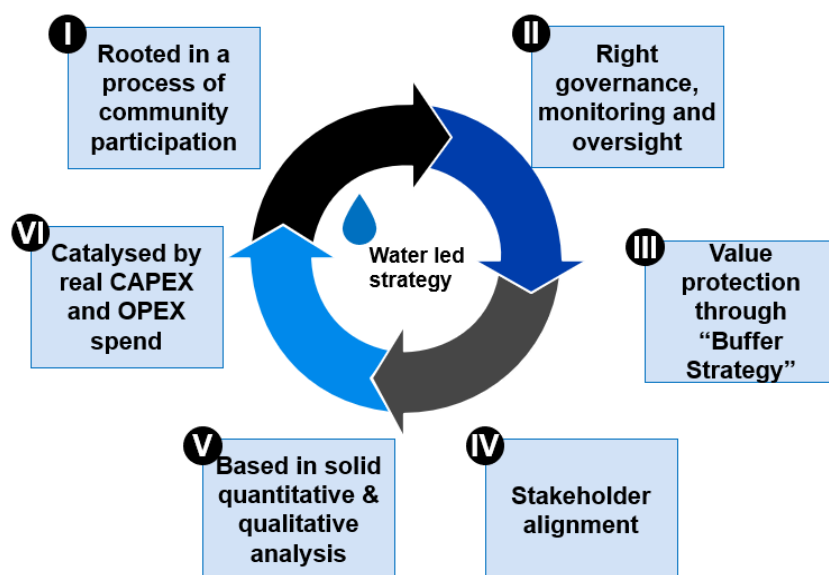 I
Rooted in a
process of
community
participation
II
Right
governance,
monitoring and
oversight
III
Value
protection
through
“Buffer
Strategy”
IV
Stakeholder
alignment
V
Based in solid
quantitative &
qualitative
analysis
VI
Catalysed by
real CAPEX
and OPEX
spend
Water led
strategy